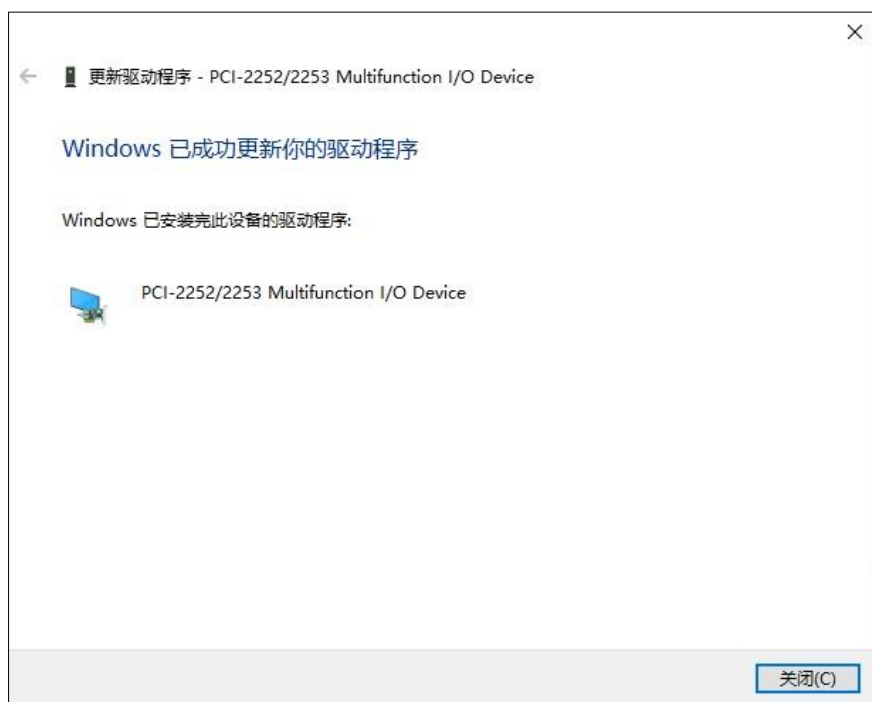 更新驱动程序 - PCI-2252/2253 Multifunction I/O Device
Windows 已成功更新你的驱动程序
Windows 已安装完此设备的驱动程序:
PCI-2252/2253 Multifunction I/O Device
关闭(C)